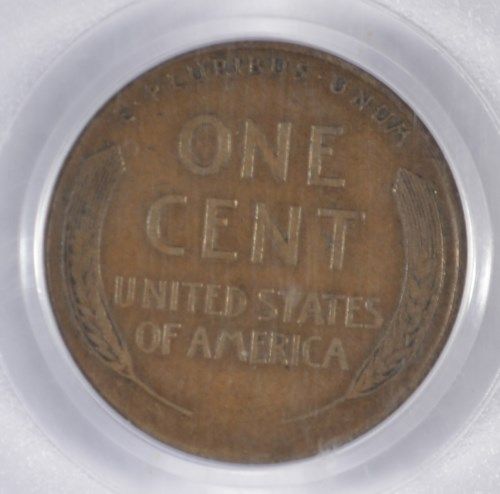 E·PLURIBUS·UNUM
ONE
CENT
UNITED STATES
OF AMERICA